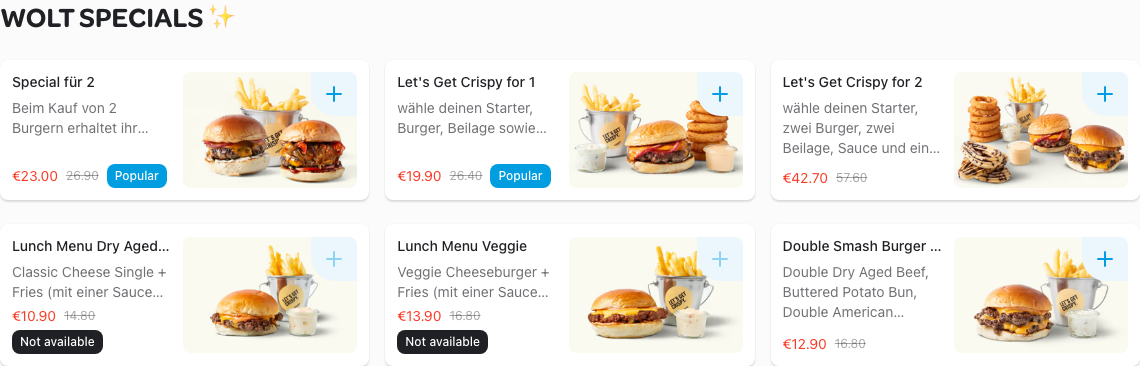 WOLT SPECIALS ✨
Special für 2
Beim Kauf von 2
Burgern erhaltet ihr...
€23.00 26.90 Popular
Let's Get Crispy for 1
wähle deinen Starter,
Burger, Beilage sowie...
€19.90 26.40 Popular
Let's Get Crispy for 2
wähle deinen Starter,
zwei Burger, zwei
Beilage, Sauce und ein...
€42.70 57.60
Lunch Menu Dry Aged...
Classic Cheese Single +
Fries (mit einer Sauce...
€10.90 14.80
Not available
Lunch Menu Veggie
Veggie Cheeseburger +
Fries (mit einer Sauce...
€13.90 16.80
Not available
Double Smash Burger ...
Double Dry Aged Beef,
Buttered Potato Bun,
Double American...
€12.90 16.80
LET'S GET
CRISPY.